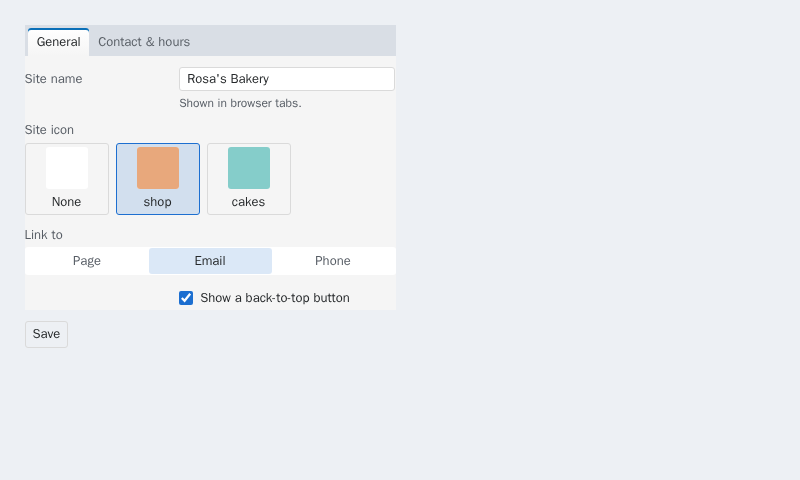 General Contact & hours
Site name Rosa's Bakery
Shown in browser tabs.
Site icon
None shop cakes
Link to
Page Email Phone
Show a back-to-top button
Save